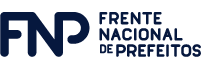 FNP
FRENTE
NACIONAL
DE PREFEITOS